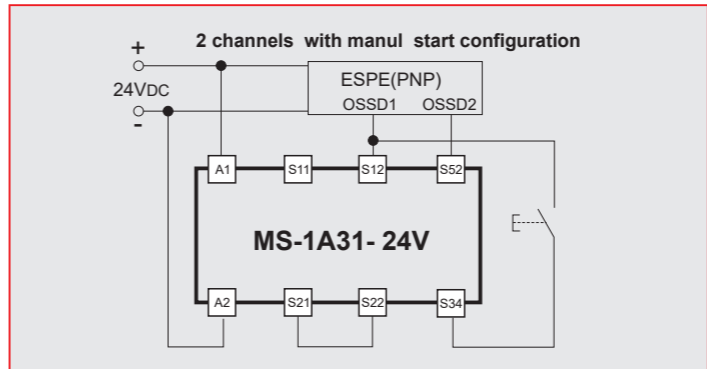 2 channels with manul start configuration
+
24VDC
-
ESPE(PNP)
OSSD1 OSSD2
A1 S11 S12 S52
MS-1A31- 24V
A2 S21 S22 S34